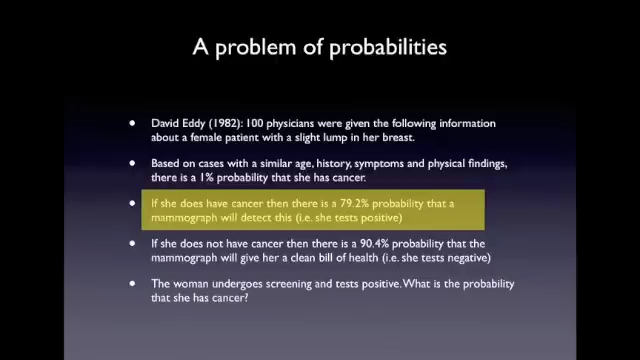 A problem of probabilities
• David Eddy (1982): 100 physicians were given the following information
about a female patient with a slight lump in her breast.
• Based on cases with a similar age, history, symptoms and physical findings,
there is a 1% probability that she has cancer.
• If she does have cancer then there is a 79.2% probability that a
mammograph will detect this (i.e. she tests positive)
• If she does not have cancer then there is a 90.4% probability that the
mammograph will give her a clean bill of health (i.e. she tests negative)
• The woman undergoes screening and tests positive. What is the probability
that she has cancer?